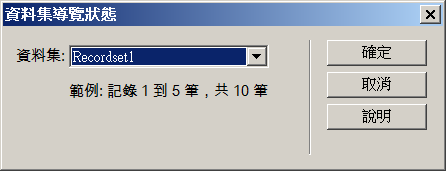 資料集導覽狀態
資料集: Recordset1
範例: 記錄 1 到 5 筆，共 10 筆
確定
取消
說明